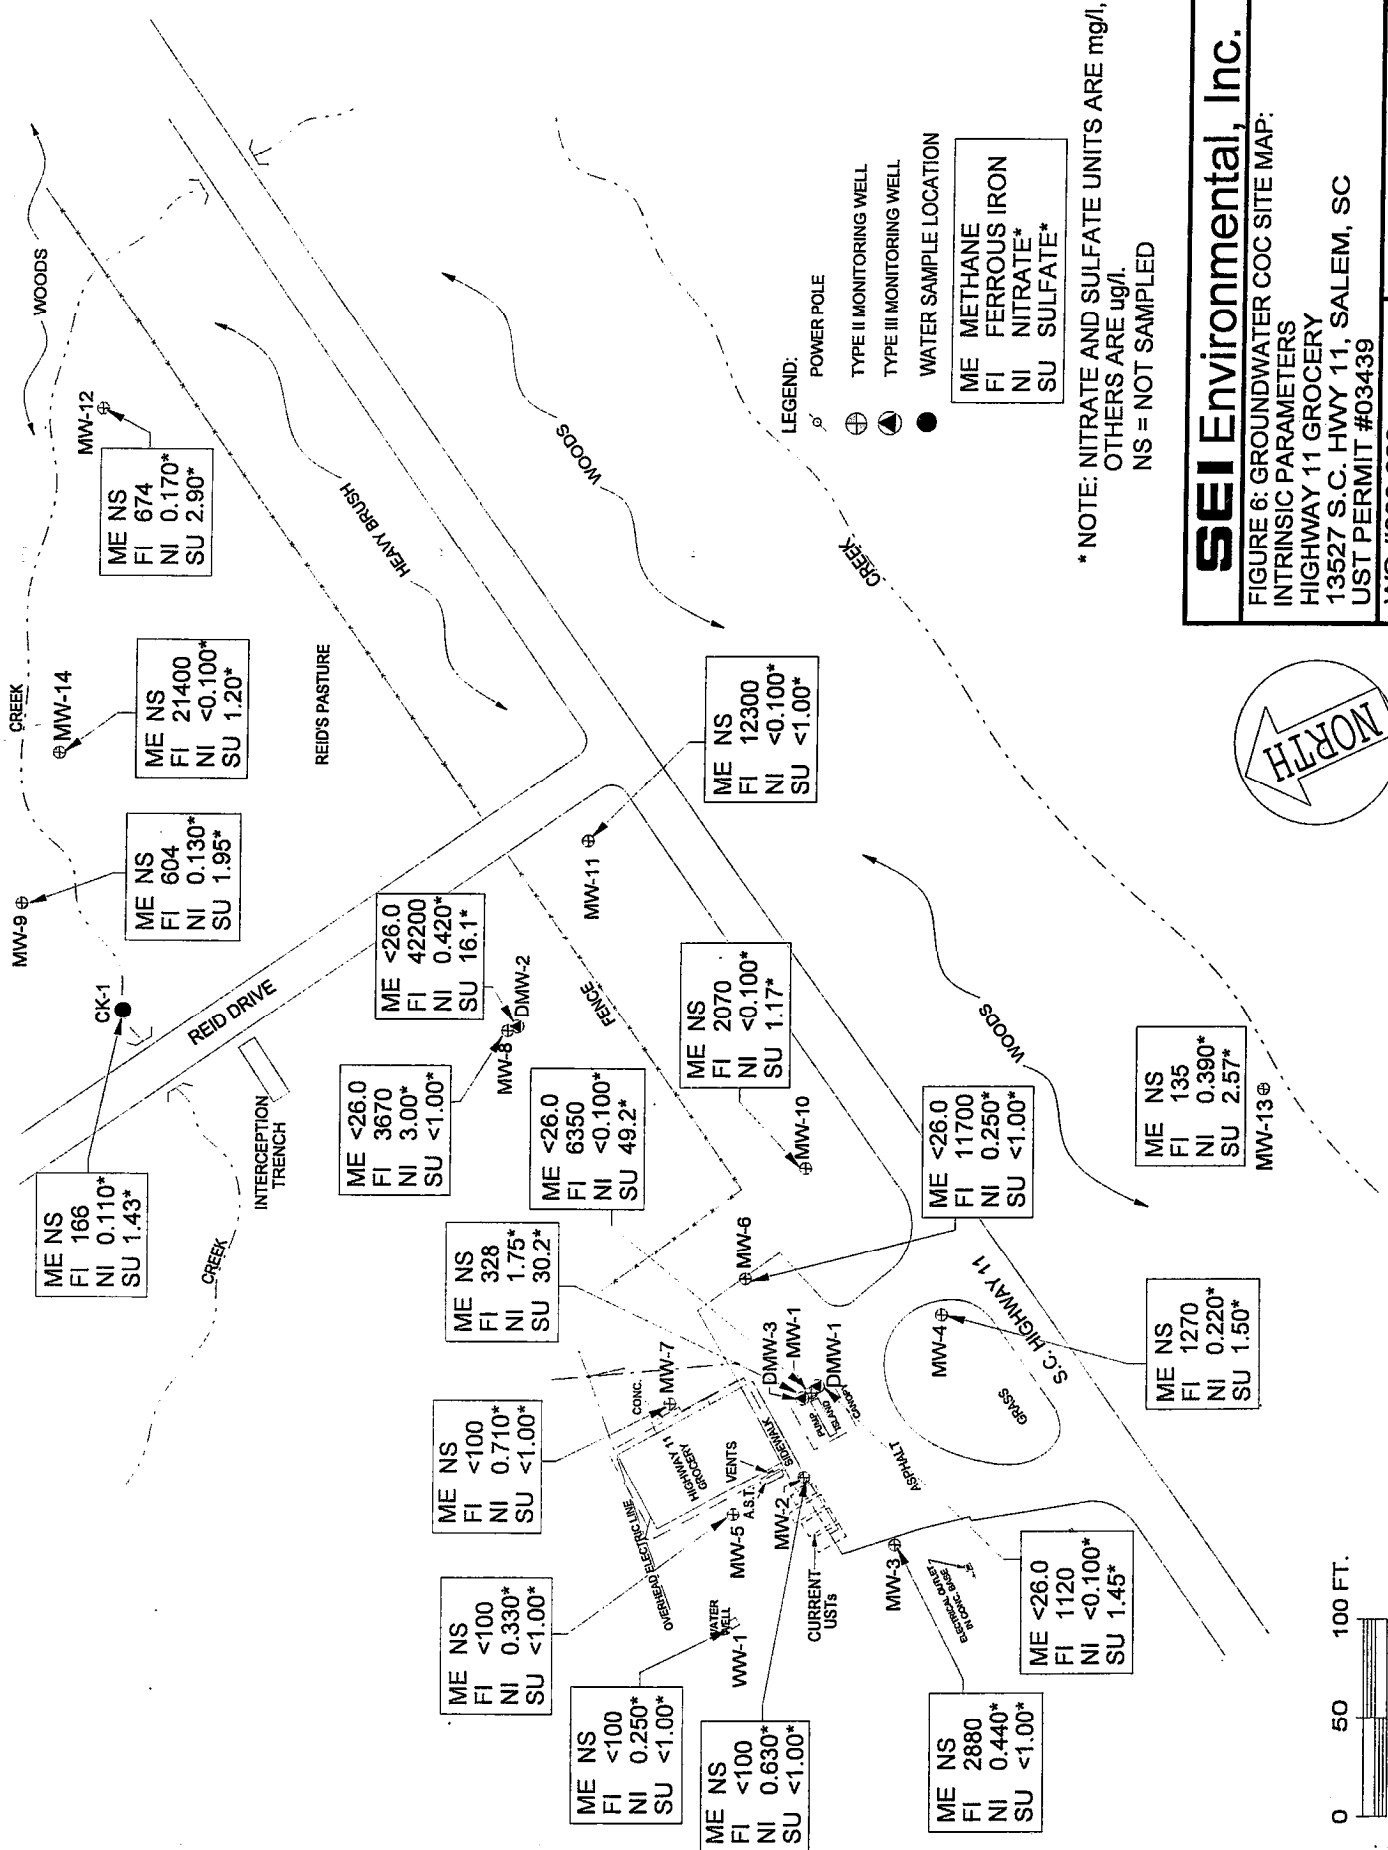 WOODS
CREEK
MW-12
ME NS
FI 674
NI 0.170*
SU 2.90*
MW-14
ME NS
FI 21400
NI <0.100*
SU 1.20*
MW-9
ME NS
FI 604
NI 0.130*
SU 1.95*
CK-1
ME NS
FI 166
NI 0.110*
SU 1.43*
REID DRIVE
INTERCEPTION
TRENCH
CREEK
HEAVY BRUSH
REID'S PASTURE
WOODS
CREEK
ME NS
FI 12300
NI <0.100*
SU <1.00*
MW-11
ME <26.0
FI 42200
NI 0.420*
SU 16.1*
DMW-2
MW-8
ME <26.0
FI 3670
NI 3.00*
SU <1.00*
FENCE
ME <26.0
FI 6350
NI <0.100*
SU 49.2*
ME NS
FI 2070
NI <0.100*
SU 1.17*
MW-10
ME NS
FI 328
NI 1.75*
SU 30.2*
MW-6
ME <26.0
FI 11700
NI 0.250*
SU <1.00*
WOODS
ME NS
FI 135
NI 0.390*
SU 2.57*
MW-13
ME NS
FI <100
NI 0.710*
SU <1.00*
CONC.
MW-7
HIGHWAY 11
GROCERY
VENTS
A.S.T.
SIDEWALK
DMW-3
MW-1
DMW-1
PUMP
ISLAND
CANOPY
ASPHALT
GRASS
MW-4
S.C. HIGHWAY 11
ME NS
FI 1270
NI 0.220*
SU 1.50*
OVERHEAD ELECTRIC LINE
ME NS
FI <100
NI 0.330*
SU <1.00*
MW-5
MW-2
CURRENT
USTs
WATER
WELL
WW-1
ME NS
FI <100
NI 0.250*
SU <1.00*
ME NS
FI <100
NI 0.630*
SU <1.00*
MW-3
ELECTRICAL OUTLET
IN CONC. BASE
ME NS
FI 2880
NI 0.440*
SU <1.00*
ME <26.0
FI 1120
NI <0.100*
SU 1.45*
LEGEND:
POWER POLE
TYPE II MONITORING WELL
TYPE III MONITORING WELL
WATER SAMPLE LOCATION
ME METHANE
FI FERROUS IRON
NI NITRATE*
SU SULFATE*
* NOTE: NITRATE AND SULFATE UNITS ARE mg/l,
OTHERS ARE ug/l.
NS = NOT SAMPLED
SEI Environmental, Inc.
FIGURE 6: GROUNDWATER COC SITE MAP:
INTRINSIC PARAMETERS
HIGHWAY 11 GROCERY
13527 S.C. HWY 11, SALEM, SC
UST PERMIT #03439
NORTH
0 50 100 FT.